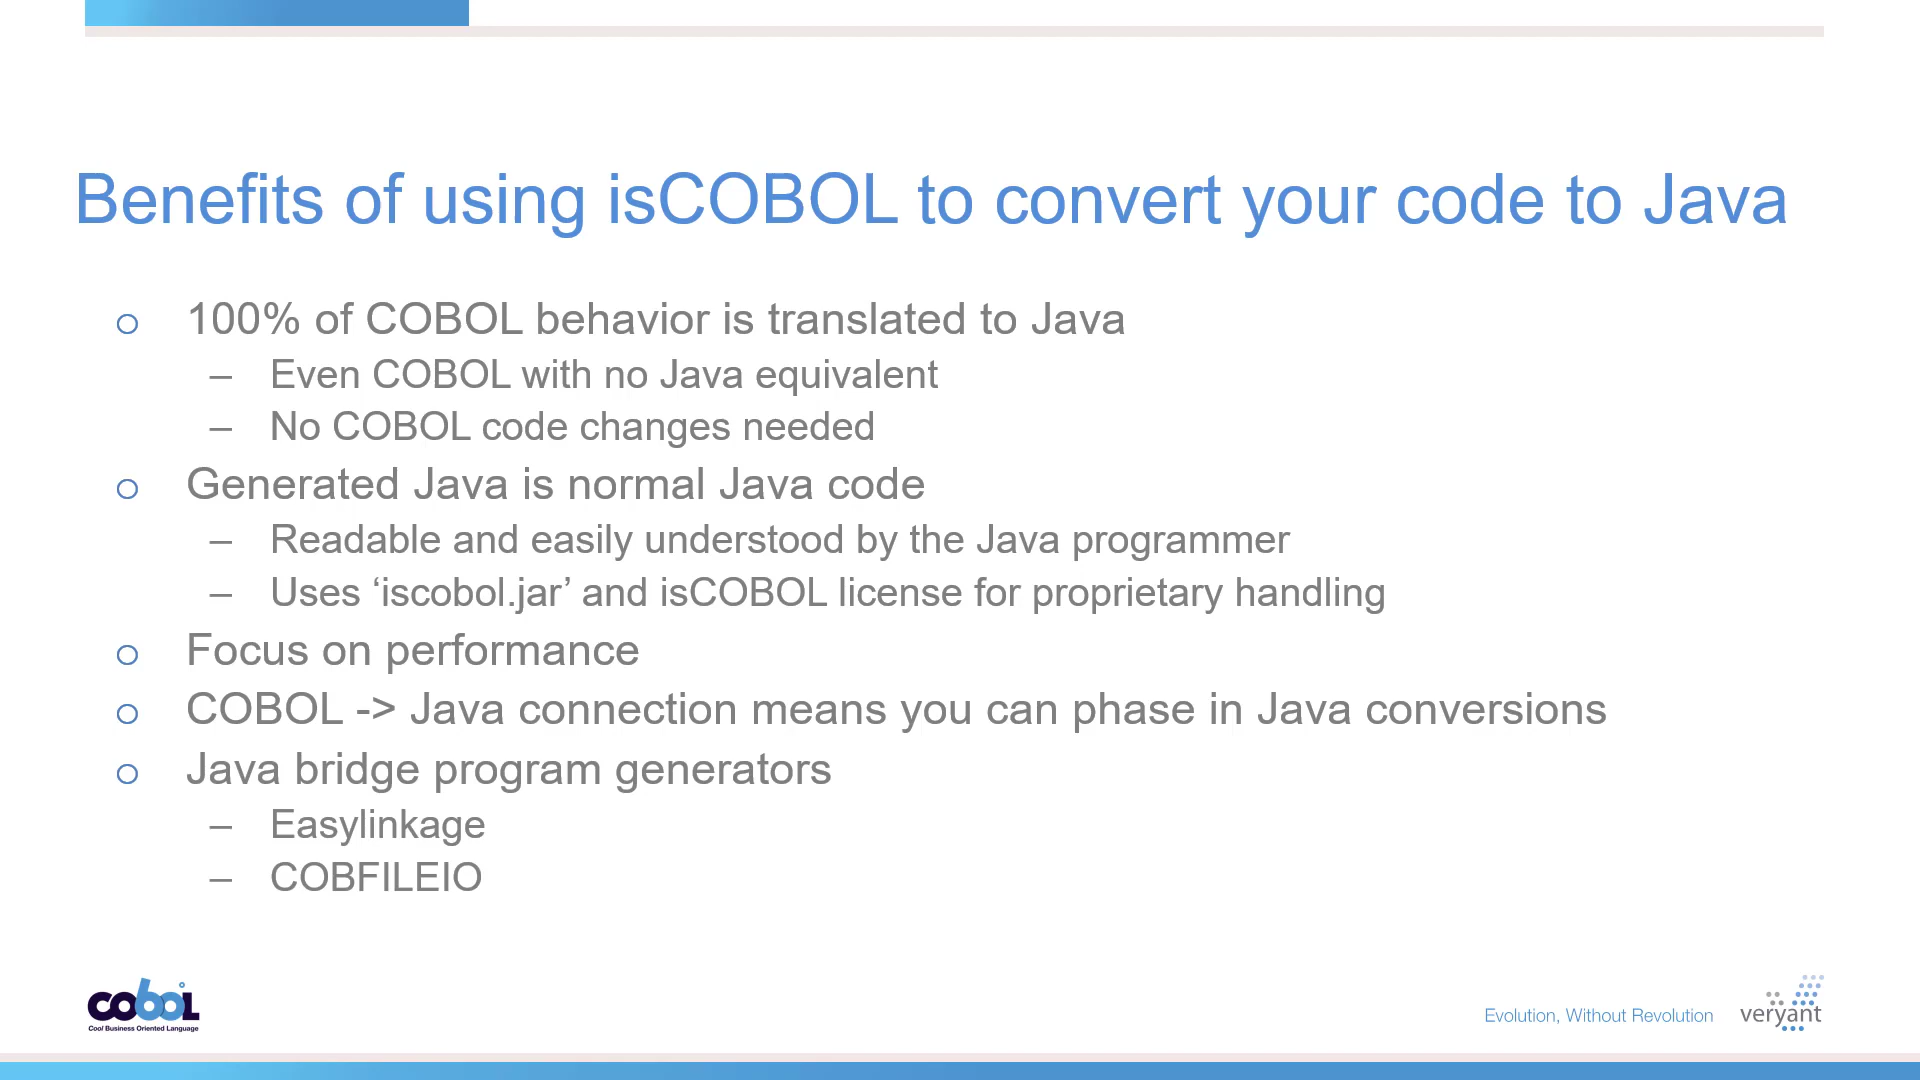 Benefits of using isCOBOL to convert your code to Java
o 100% of COBOL behavior is translated to Java
– Even COBOL with no Java equivalent
– No COBOL code changes needed
o Generated Java is normal Java code
– Readable and easily understood by the Java programmer
– Uses ‘iscobol.jar’ and isCOBOL license for proprietary handling
o Focus on performance
o COBOL -> Java connection means you can phase in Java conversions
o Java bridge program generators
– Easylinkage
– COBFILEIO
cobol
Cool Business Oriented Language
Evolution, Without Revolution
veryant